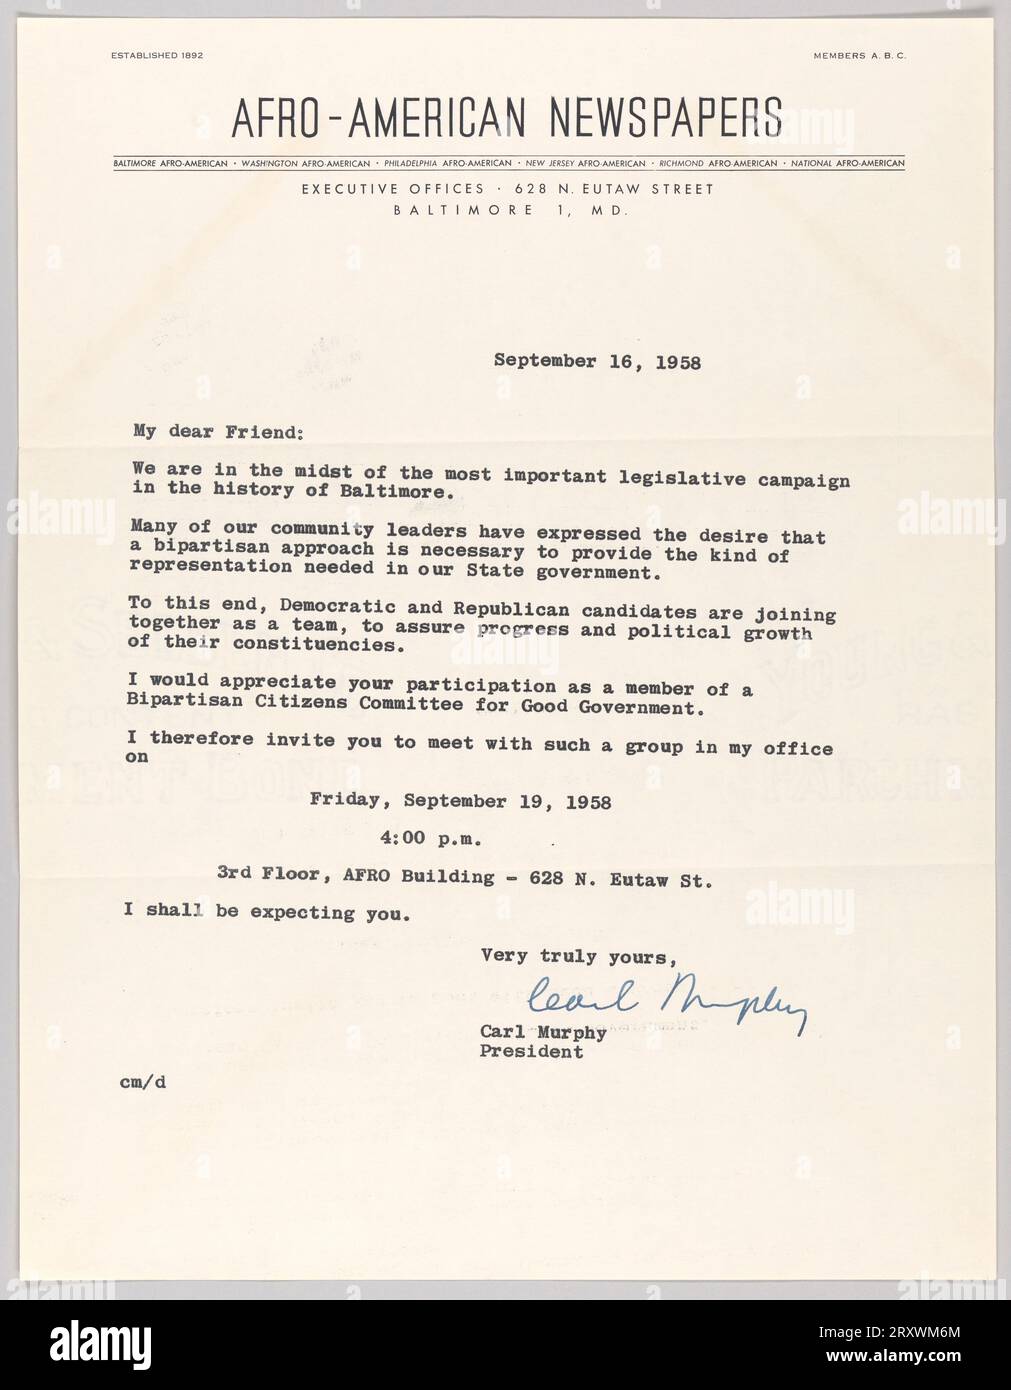 ESTABLISHED 1892
MEMBERS A. B. C.
AFRO-AMERICAN NEWSPAPERS
BALTIMORE AFRO-AMERICAN · WASHINGTON AFRO-AMERICAN · PHILADELPHIA AFRO-AMERICAN · NEW JERSEY AFRO-AMERICAN · RICHMOND AFRO-AMERICAN · NATIONAL AFRO-AMERICAN
EXECUTIVE OFFICES · 628 N. EUTAW STREET
BALTIMORE 1, MD.
September 16, 1958
My dear Friend:
We are in the midst of the most important legislative campaign
in the history of Baltimore.
Many of our community leaders have expressed the desire that
a bipartisan approach is necessary to provide the kind of
representation needed in our State government.
To this end, Democratic and Republican candidates are joining
together as a team, to assure progress and political growth
of their constituencies.
I would appreciate your participation as a member of a
Bipartisan Citizens Committee for Good Government.
I therefore invite you to meet with such a group in my office
on
Friday, September 19, 1958
4:00 p.m.
3rd Floor, AFRO Building - 628 N. Eutaw St.
I shall be expecting you.
Very truly yours,
Carl Murphy
Carl Murphy
President
cm/d
alamy
Image ID: 2RXWM6M
www.alamy.com